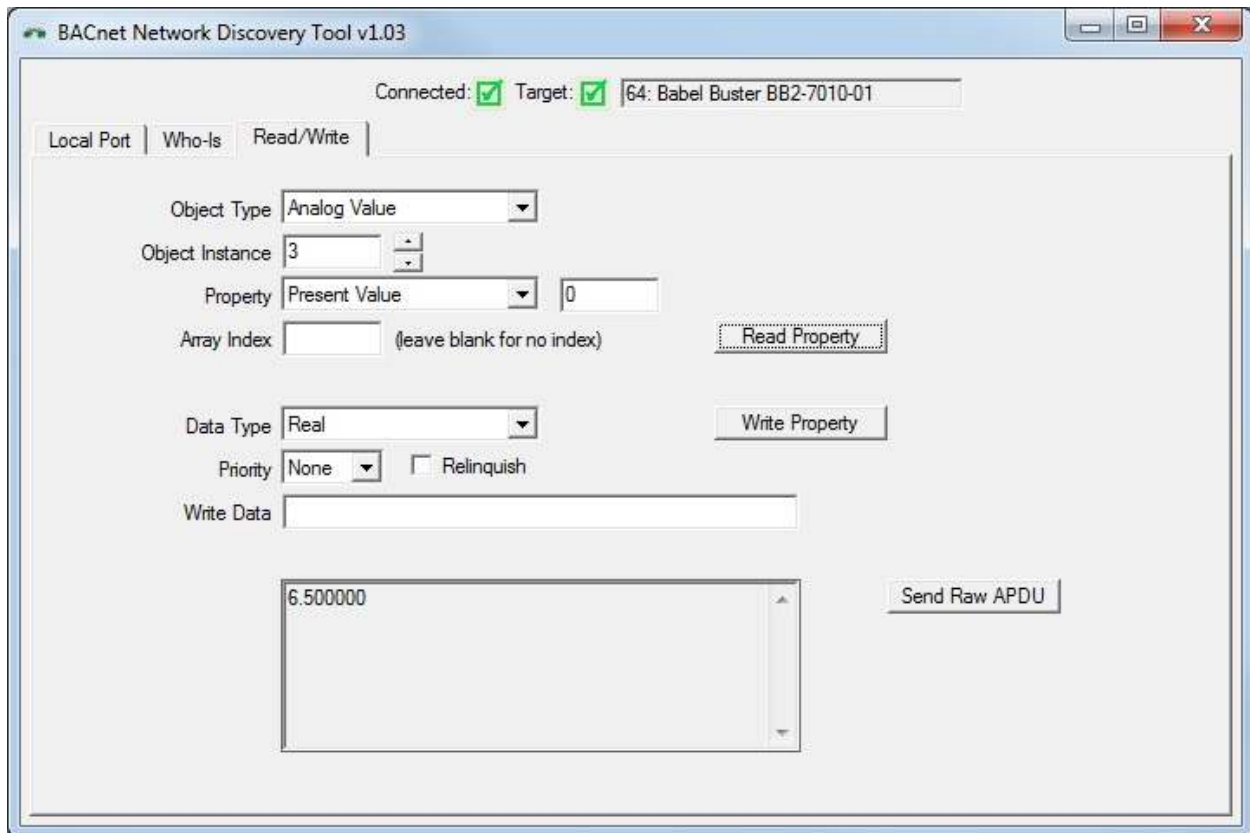 BACnet Network Discovery Tool v1.03
Connected: Target: 64: Babel Buster BB2-7010-01
Local Port Who-Is Read/Write
Object Type Analog Value
Object Instance 3
Property Present Value 0
Array Index (leave blank for no index) Read Property
Data Type Real Write Property
Priority None Relinquish
Write Data
6.500000 Send Raw APDU